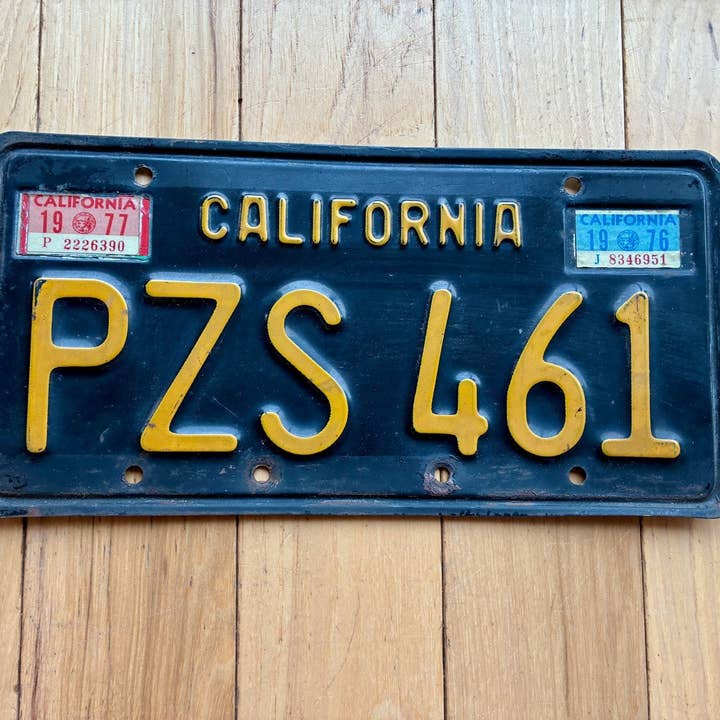 CALIFORNIA
19 77
P 2226390
CALIFORNIA
CALIFORNIA
19 76
J 8346951
PZS 461